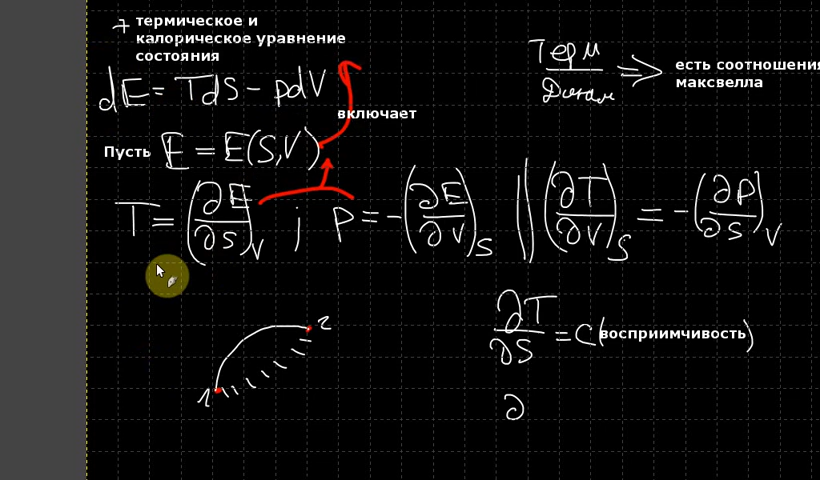 7 термическое и
калорическое уравнение
состояния
dE = TdS - pdV
включает
Терм
Динам
=> есть соотношения
максвелла
Пусть E = E(S,V)
T = (∂E/∂S)_V ; P = -(∂E/∂V)_S || (∂T/∂V)_S = -(∂P/∂S)_V
1 2
∂T/∂S = C (восприимчивость)
∂